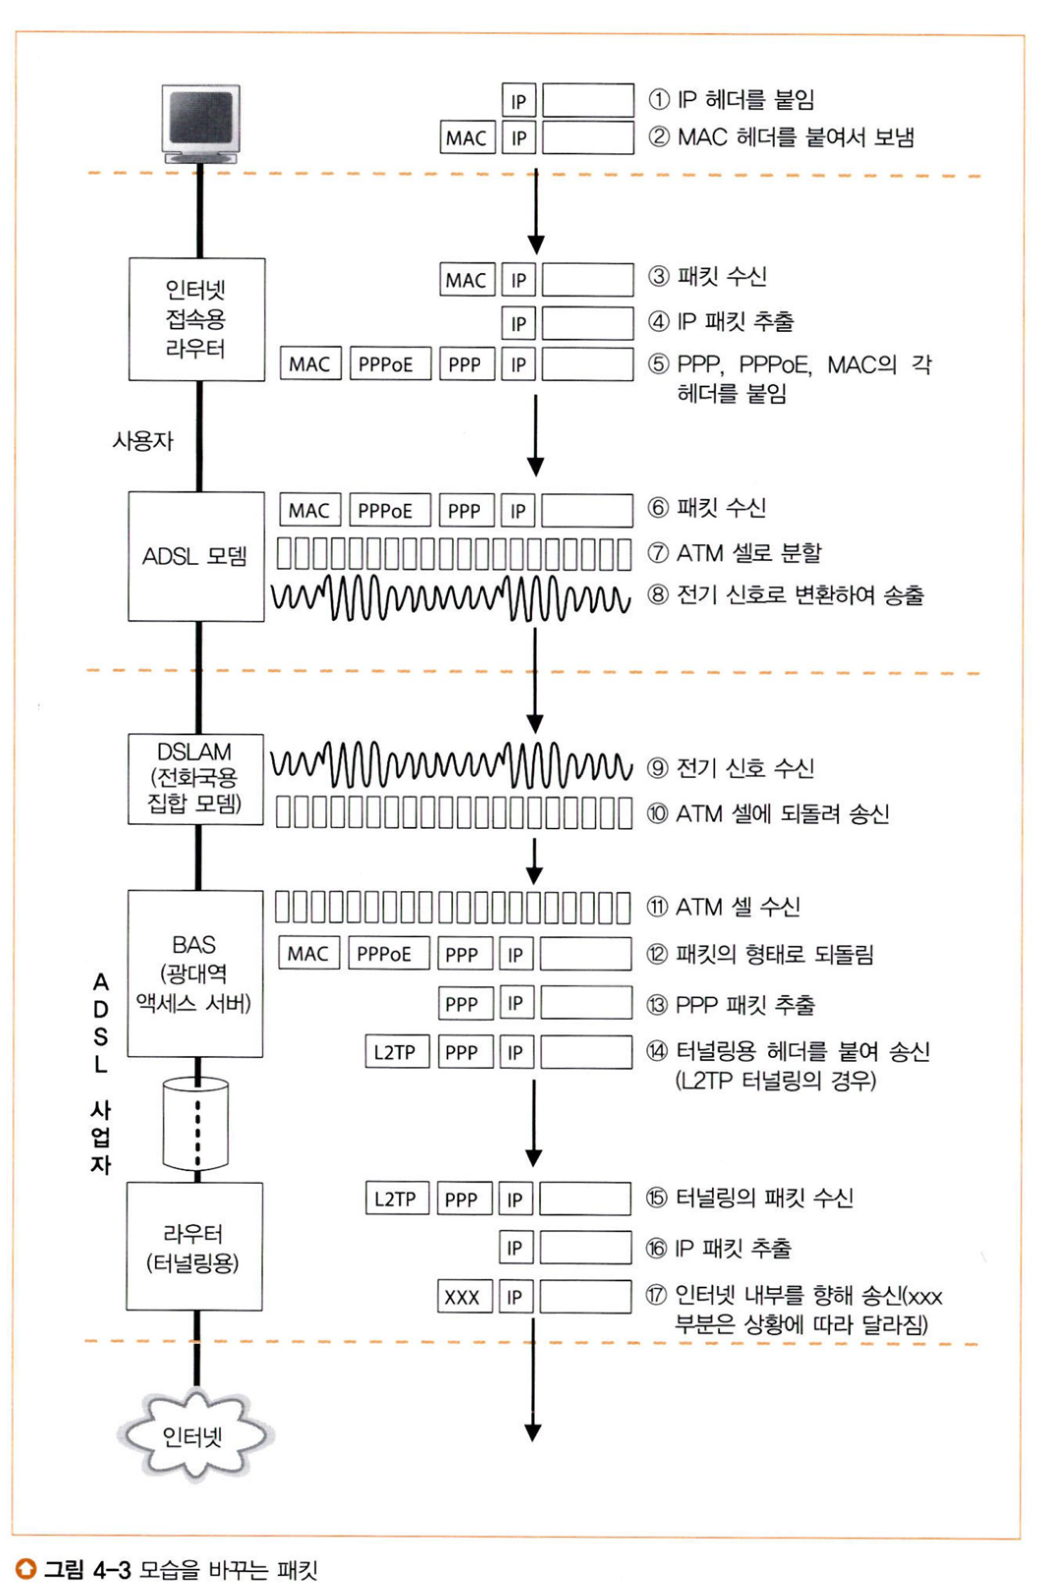 IP
① IP 헤더를 붙임
MAC IP
② MAC 헤더를 붙여서 보냄
인터넷
접속용
라우터
MAC IP
③ 패킷 수신
IP
④ IP 패킷 추출
MAC PPPoE PPP IP
⑤ PPP, PPPoE, MAC의 각
헤더를 붙임
사용자
ADSL 모뎀
MAC PPPoE PPP IP
⑥ 패킷 수신
⑦ ATM 셀로 분할
⑧ 전기 신호로 변환하여 송출
DSLAM
(전화국용
집합 모뎀)
⑨ 전기 신호 수신
⑩ ATM 셀에 되돌려 송신
ADSL 사업자
BAS
(광대역
액세스 서버)
⑪ ATM 셀 수신
MAC PPPoE PPP IP
⑫ 패킷의 형태로 되돌림
PPP IP
⑬ PPP 패킷 추출
L2TP PPP IP
⑭ 터널링용 헤더를 붙여 송신
(L2TP 터널링의 경우)
라우터
(터널링용)
L2TP PPP IP
⑮ 터널링의 패킷 수신
IP
⑯ IP 패킷 추출
XXX IP
⑰ 인터넷 내부를 향해 송신(xxx
부분은 상황에 따라 달라짐)
인터넷
그림 4-3 모습을 바꾸는 패킷